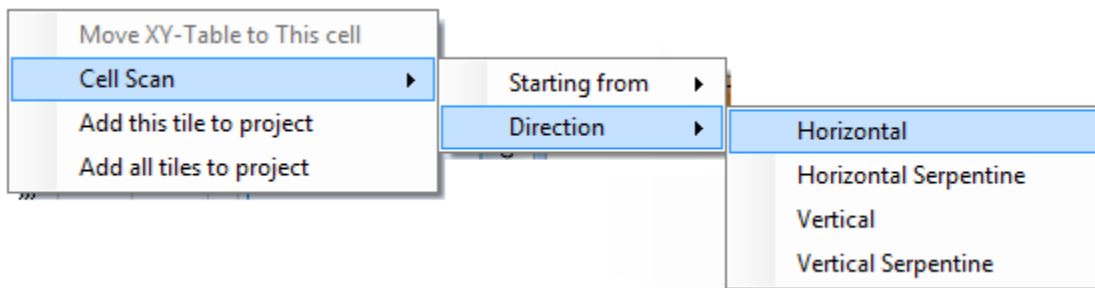 Move XY-Table to This cell
Cell Scan
Add this tile to project
Add all tiles to project
Starting from
Direction
Horizontal
Horizontal Serpentine
Vertical
Vertical Serpentine